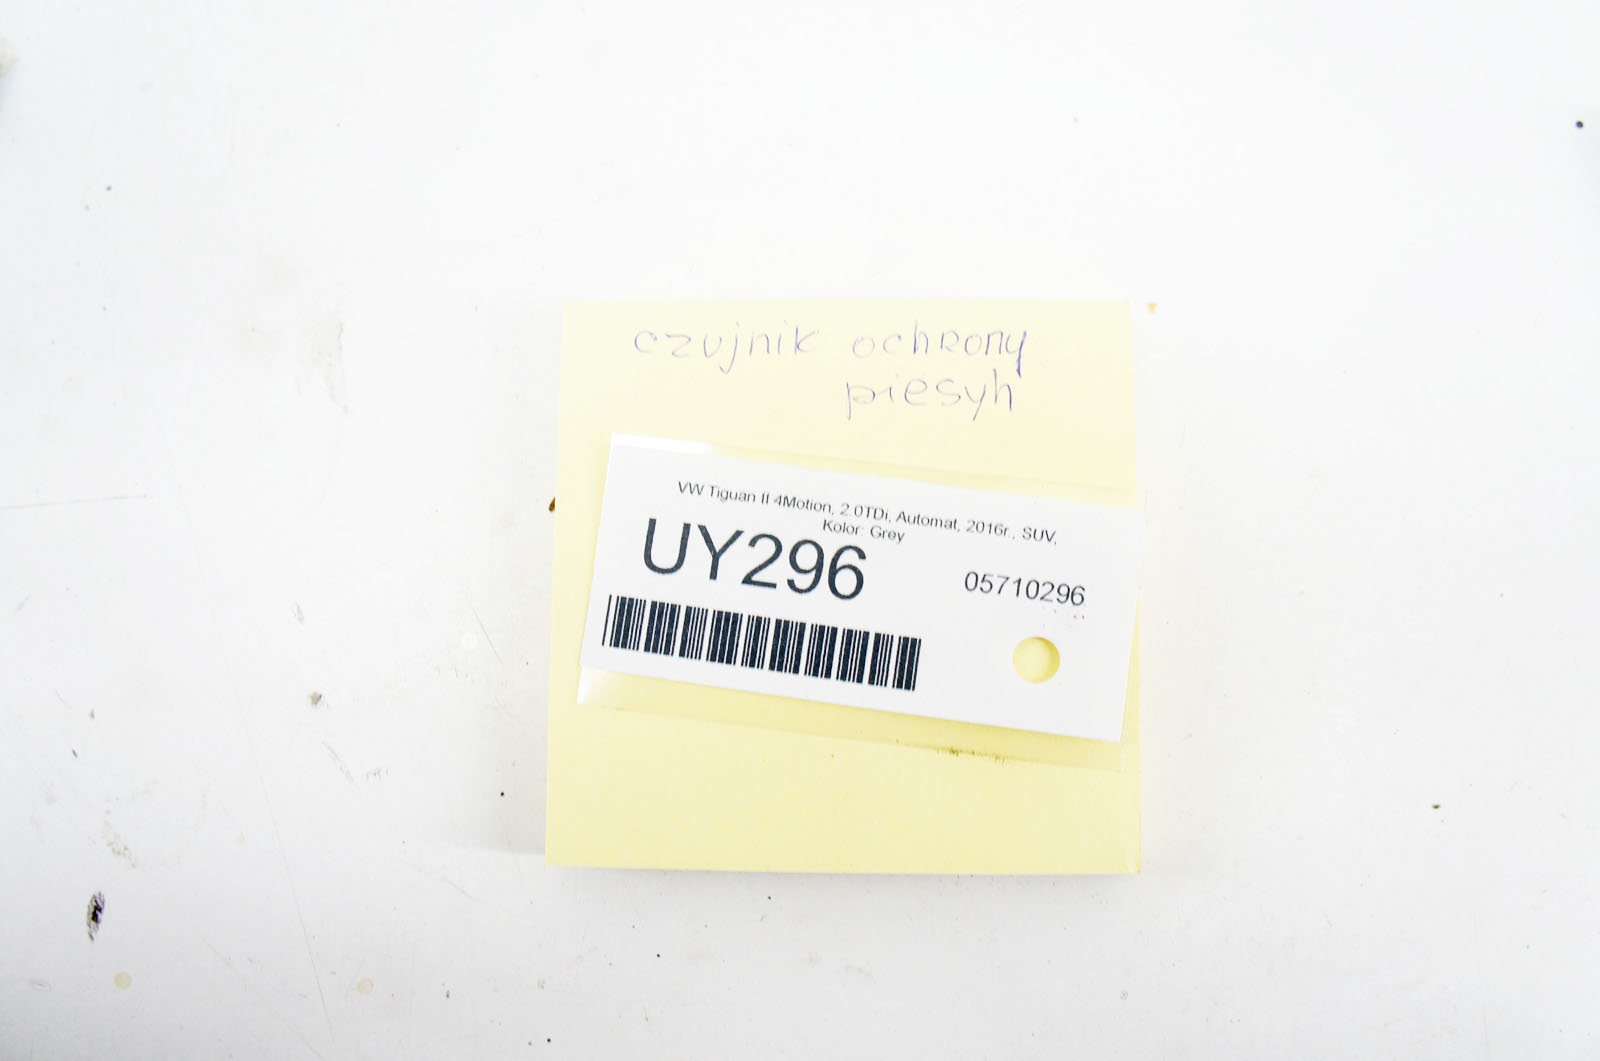 czujnik ochrony
piesyh
VW Tiguan II 4Motion, 2.0TDi, Automat, 2016r., SUV,
Kolor: Grey
UY296
05710296